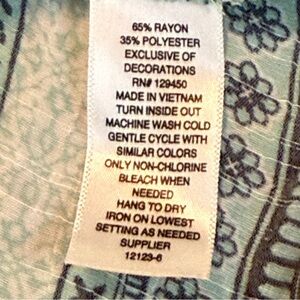 65% RAYON
35% POLYESTER
EXCLUSIVE OF
DECORATIONS
RN# 129450
MADE IN VIETNAM
TURN INSIDE OUT
MACHINE WASH COLD
GENTLE CYCLE WITH
SIMILAR COLORS
ONLY NON-CHLORINE
BLEACH WHEN
NEEDED
HANG TO DRY
IRON ON LOWEST
SETTING AS NEEDED
SUPPLIER
12123-6